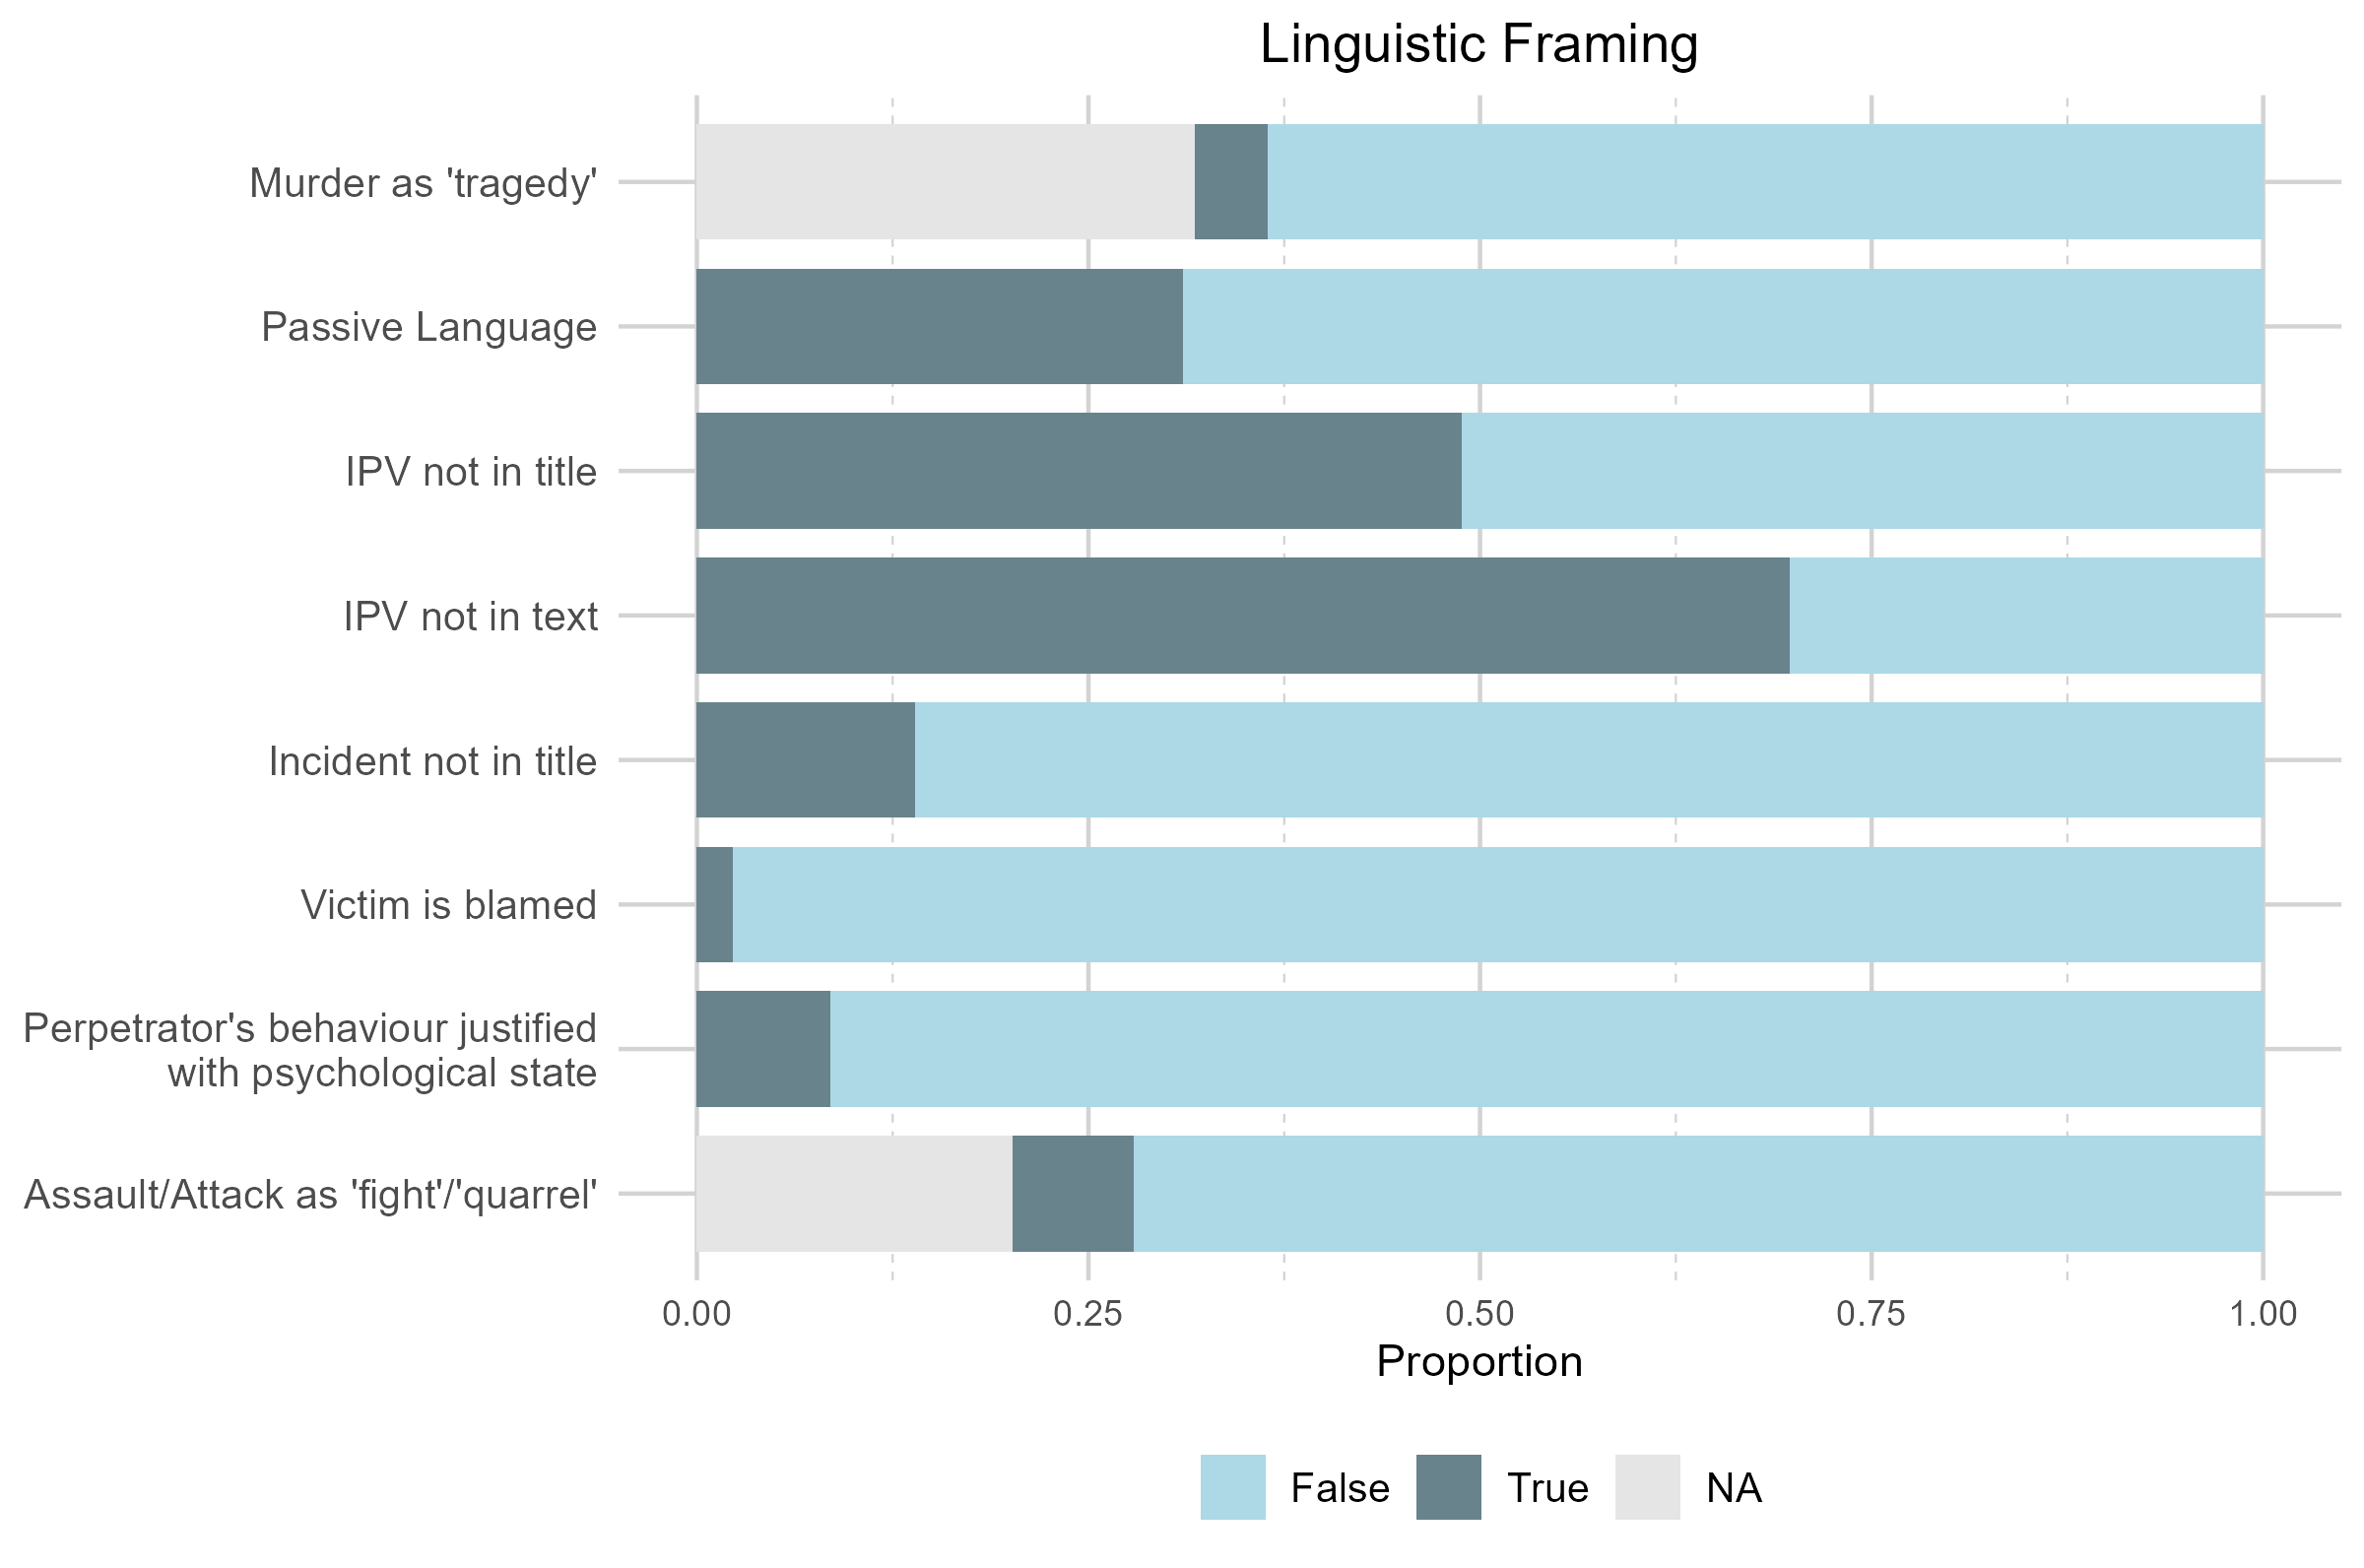 Linguistic Framing
Murder as 'tragedy'
Passive Language
IPV not in title
IPV not in text
Incident not in title
Victim is blamed
Perpetrator's behaviour justified
with psychological state
Assault/Attack as 'fight'/'quarrel'
0.00 0.25 0.50 0.75 1.00
Proportion
False True NA